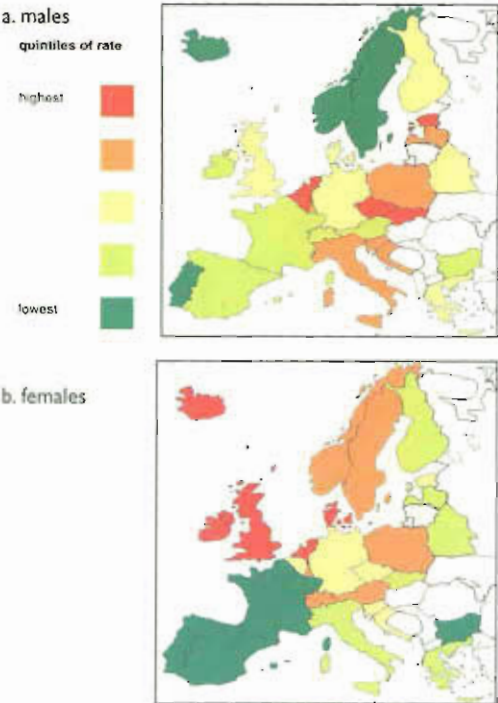 a. males
quintiles of rate
highest
lowest
b. females